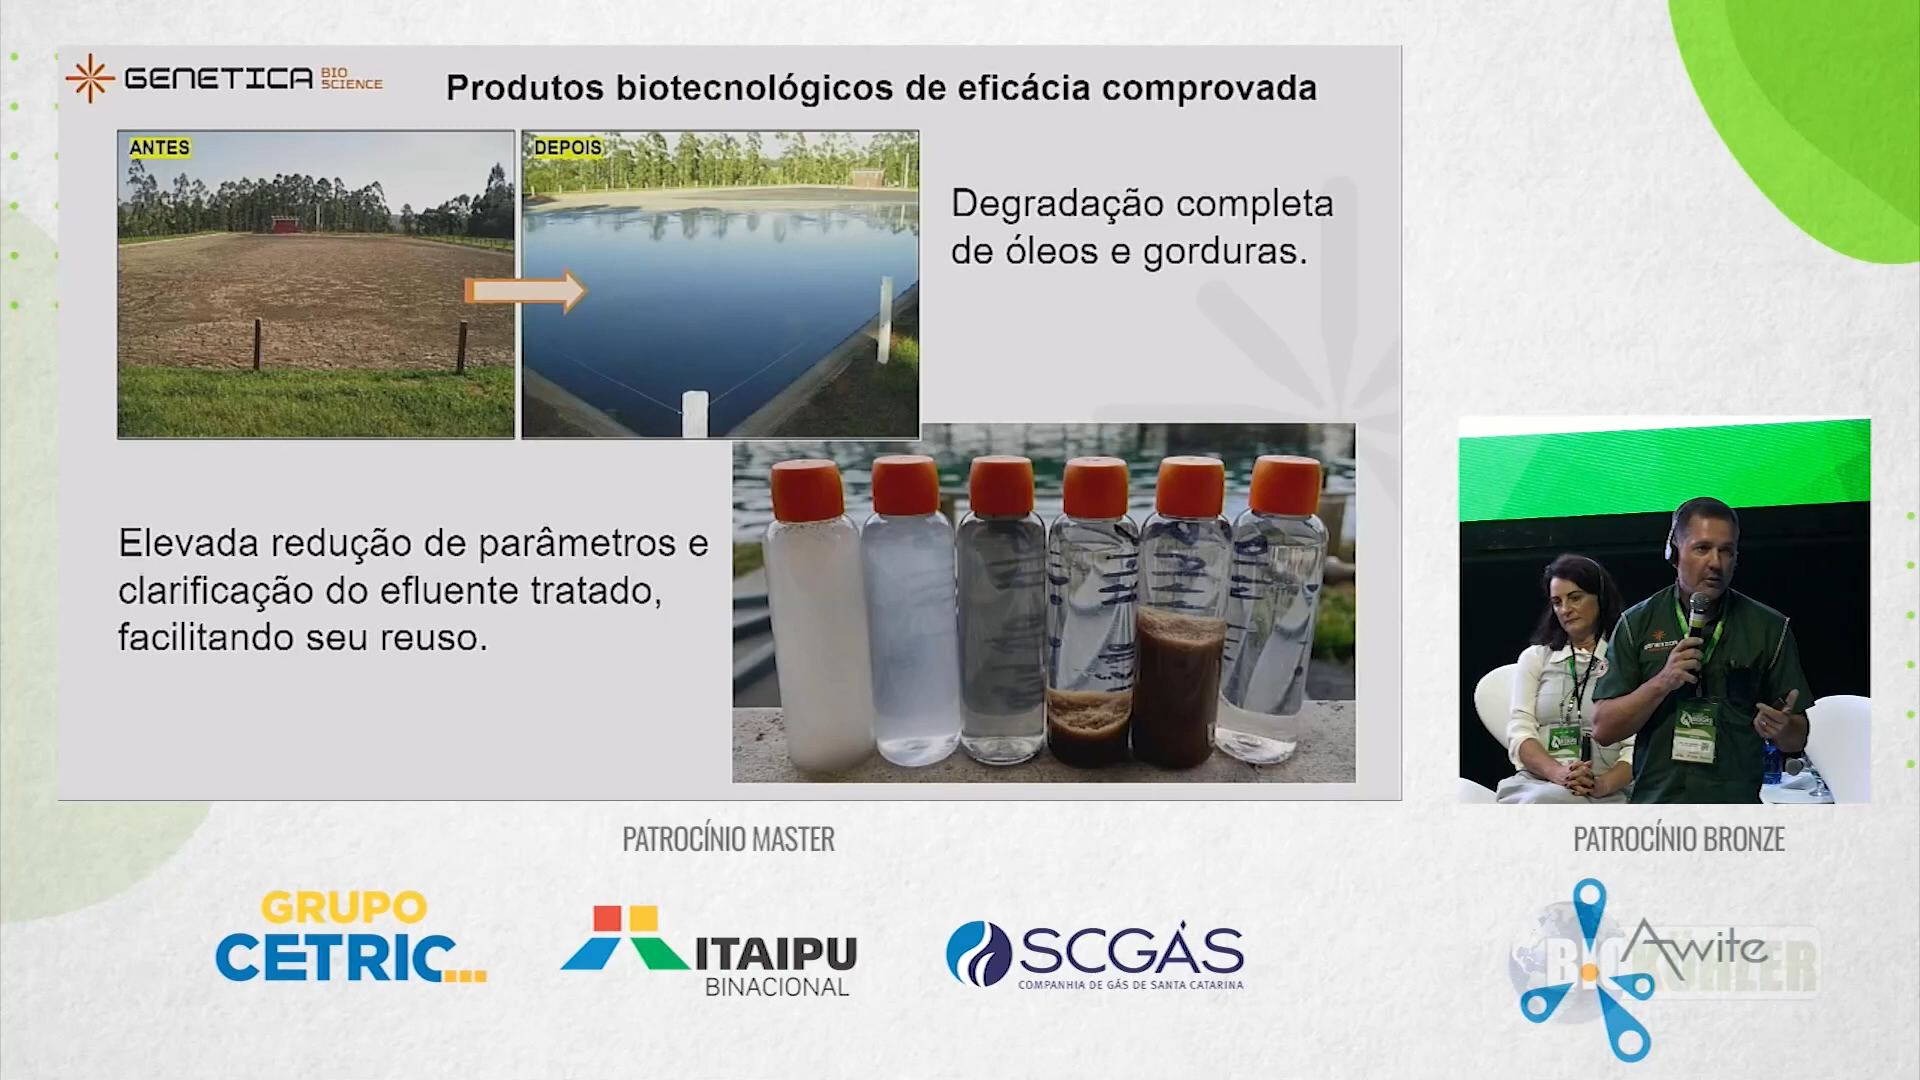 GENETICA BIO
SCIENCE
Produtos biotecnológicos de eficácia comprovada
ANTES
DEPOIS
Degradação completa
de óleos e gorduras.
Elevada redução de parâmetros e
clarificação do efluente tratado,
facilitando seu reuso.
GENETICA
PATROCÍNIO MASTER
PATROCÍNIO BRONZE
GRUPO
CETRIC...
ITAIPU
BINACIONAL
SCGÁS
COMPANHIA DE GÁS DE SANTA CATARINA
Awite